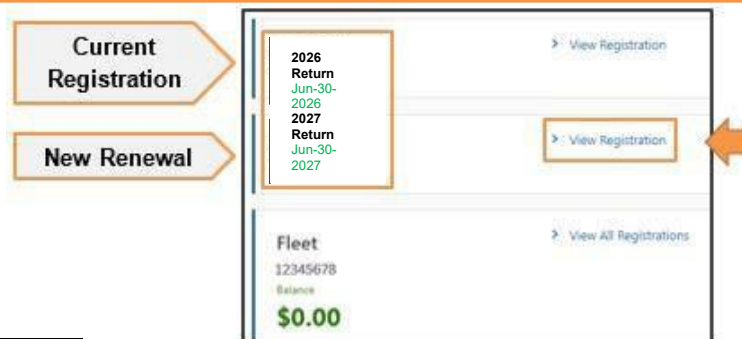 Current
Registration
2026
Return
Jun-30-
2026
> View Registration
New Renewal
2027
Return
Jun-30-
2027
> View Registration
Fleet
12345678
Balance
$0.00
> View All Registrations